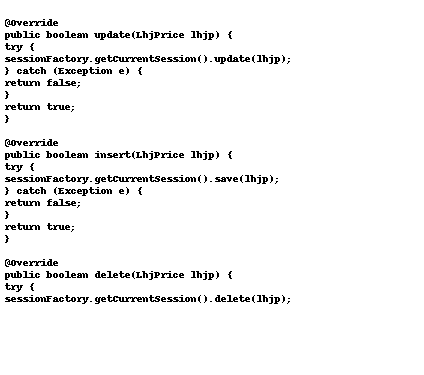 @Override
public boolean update(LhjPrice lhjp) {
try {
sessionFactory.getCurrentSession().update(lhjp);
} catch (Exception e) {
return false;
}
return true;
}
@Override
public boolean insert(LhjPrice lhjp) {
try {
sessionFactory.getCurrentSession().save(lhjp);
} catch (Exception e) {
return false;
}
return true;
}
@Override
public boolean delete(LhjPrice lhjp) {
try {
sessionFactory.getCurrentSession().delete(lhjp);